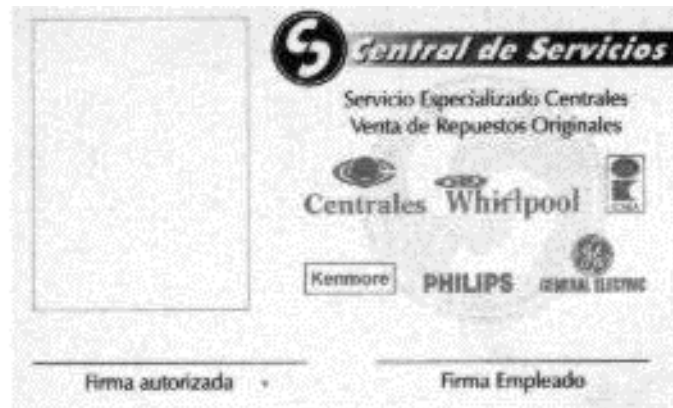 Central de Servicios
Servicio Especializado Centrales
Venta de Repuestos Originales
Centrales Whirlpool
Kenmore PHILIPS GENERAL ELECTRIC
Firma autorizada Firma Empleado